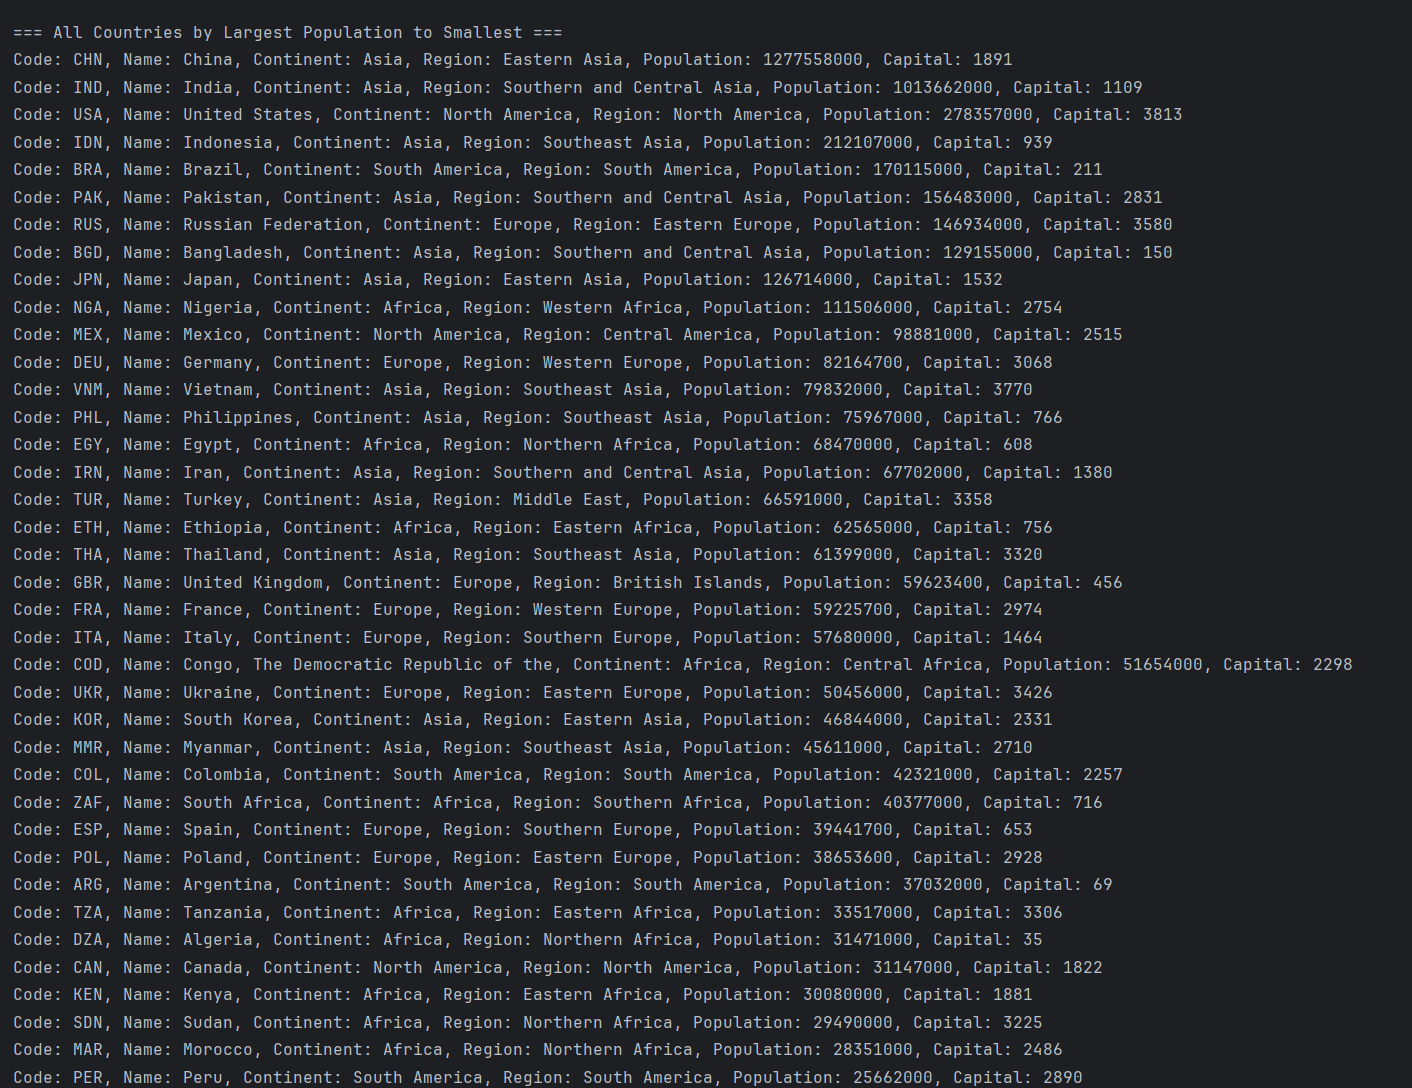 === All Countries by Largest Population to Smallest ===
Code: CHN, Name: China, Continent: Asia, Region: Eastern Asia, Population: 1277558000, Capital: 1891
Code: IND, Name: India, Continent: Asia, Region: Southern and Central Asia, Population: 1013662000, Capital: 1109
Code: USA, Name: United States, Continent: North America, Region: North America, Population: 278357000, Capital: 3813
Code: IDN, Name: Indonesia, Continent: Asia, Region: Southeast Asia, Population: 212107000, Capital: 939
Code: BRA, Name: Brazil, Continent: South America, Region: South America, Population: 170115000, Capital: 211
Code: PAK, Name: Pakistan, Continent: Asia, Region: Southern and Central Asia, Population: 156483000, Capital: 2831
Code: RUS, Name: Russian Federation, Continent: Europe, Region: Eastern Europe, Population: 146934000, Capital: 3580
Code: BGD, Name: Bangladesh, Continent: Asia, Region: Southern and Central Asia, Population: 129155000, Capital: 150
Code: JPN, Name: Japan, Continent: Asia, Region: Eastern Asia, Population: 126714000, Capital: 1532
Code: NGA, Name: Nigeria, Continent: Africa, Region: Western Africa, Population: 111506000, Capital: 2754
Code: MEX, Name: Mexico, Continent: North America, Region: Central America, Population: 98881000, Capital: 2515
Code: DEU, Name: Germany, Continent: Europe, Region: Western Europe, Population: 82164700, Capital: 3068
Code: VNM, Name: Vietnam, Continent: Asia, Region: Southeast Asia, Population: 79832000, Capital: 3770
Code: PHL, Name: Philippines, Continent: Asia, Region: Southeast Asia, Population: 75967000, Capital: 766
Code: EGY, Name: Egypt, Continent: Africa, Region: Northern Africa, Population: 68470000, Capital: 608
Code: IRN, Name: Iran, Continent: Asia, Region: Southern and Central Asia, Population: 67702000, Capital: 1380
Code: TUR, Name: Turkey, Continent: Asia, Region: Middle East, Population: 66591000, Capital: 3358
Code: ETH, Name: Ethiopia, Continent: Africa, Region: Eastern Africa, Population: 62565000, Capital: 756
Code: THA, Name: Thailand, Continent: Asia, Region: Southeast Asia, Population: 61399000, Capital: 3320
Code: GBR, Name: United Kingdom, Continent: Europe, Region: British Islands, Population: 59623400, Capital: 456
Code: FRA, Name: France, Continent: Europe, Region: Western Europe, Population: 59225700, Capital: 2974
Code: ITA, Name: Italy, Continent: Europe, Region: Southern Europe, Population: 57680000, Capital: 1464
Code: COD, Name: Congo, The Democratic Republic of the, Continent: Africa, Region: Central Africa, Population: 51654000, Capital: 2298
Code: UKR, Name: Ukraine, Continent: Europe, Region: Eastern Europe, Population: 50456000, Capital: 3426
Code: KOR, Name: South Korea, Continent: Asia, Region: Eastern Asia, Population: 46844000, Capital: 2331
Code: MMR, Name: Myanmar, Continent: Asia, Region: Southeast Asia, Population: 45611000, Capital: 2710
Code: COL, Name: Colombia, Continent: South America, Region: South America, Population: 42321000, Capital: 2257
Code: ZAF, Name: South Africa, Continent: Africa, Region: Southern Africa, Population: 40377000, Capital: 716
Code: ESP, Name: Spain, Continent: Europe, Region: Southern Europe, Population: 39441700, Capital: 653
Code: POL, Name: Poland, Continent: Europe, Region: Eastern Europe, Population: 38653600, Capital: 2928
Code: ARG, Name: Argentina, Continent: South America, Region: South America, Population: 37032000, Capital: 69
Code: TZA, Name: Tanzania, Continent: Africa, Region: Eastern Africa, Population: 33517000, Capital: 3306
Code: DZA, Name: Algeria, Continent: Africa, Region: Northern Africa, Population: 31471000, Capital: 35
Code: CAN, Name: Canada, Continent: North America, Region: North America, Population: 31147000, Capital: 1822
Code: KEN, Name: Kenya, Continent: Africa, Region: Eastern Africa, Population: 30080000, Capital: 1881
Code: SDN, Name: Sudan, Continent: Africa, Region: Northern Africa, Population: 29490000, Capital: 3225
Code: MAR, Name: Morocco, Continent: Africa, Region: Northern Africa, Population: 28351000, Capital: 2486
Code: PER, Name: Peru, Continent: South America, Region: South America, Population: 25662000, Capital: 2890